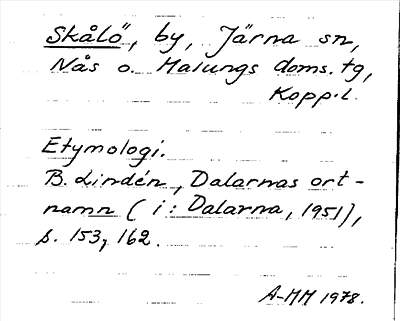 Skålö, by, Järna sn,
Nås o. Malungs doms. tg,
Kopp. l.
Etymologi.
B. Lindén, Dalarnas ort-
namn (i: Dalarna, 1951),
s. 153, 162.
A-MM 1978.